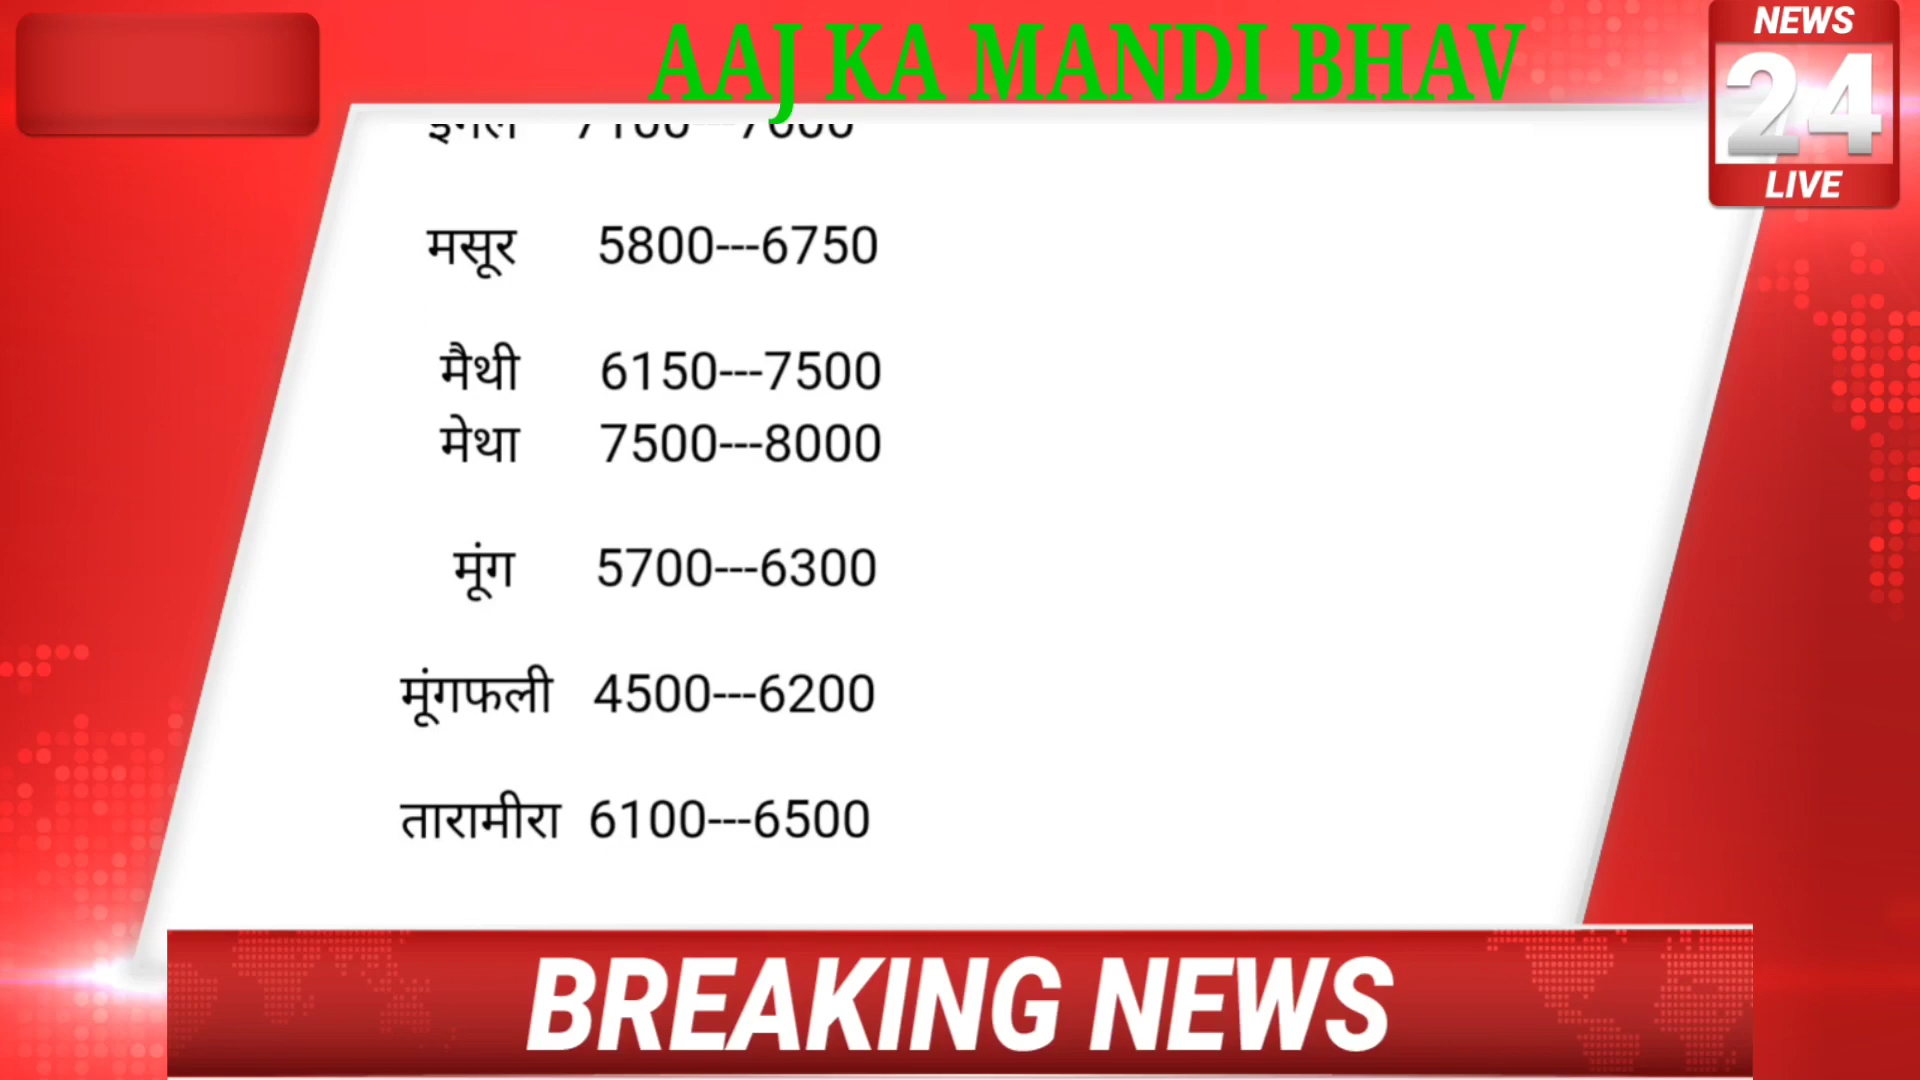 AAJ KA MANDI BHAV
NEWS
24
LIVE
मसूर 5800---6750
मैथी 6150---7500
मेथा 7500---8000
मूंग 5700---6300
मूंगफली 4500---6200
तारामीरा 6100---6500
BREAKING NEWS